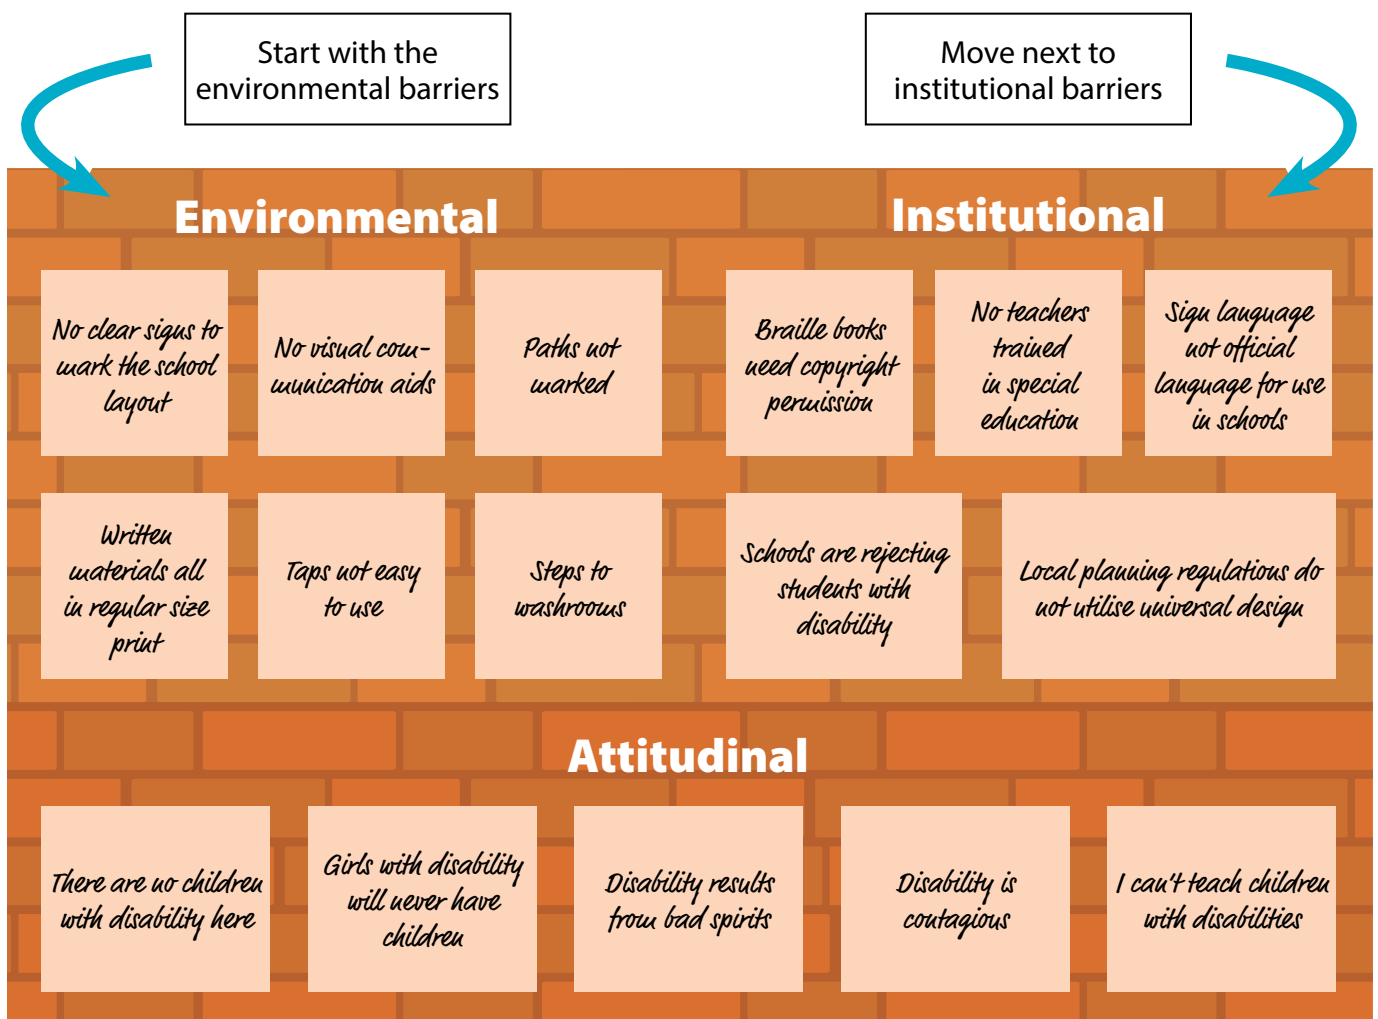 Start with the
environmental barriers
Move next to
institutional barriers
Environmental
Institutional
No clear signs to
mark the school
layout
No visual com-
munication aids
Paths not
marked
Braille books
need copyright
permission
No teachers
trained
in special
education
Sign language
not official
language for use
in schools
Written
materials all
in regular size
print
Taps not easy
to use
Steps to
washrooms
Schools are rejecting
students with
disability
Local planning regulations do
not utilise universal design
Attitudinal
There are no children
with disability here
Girls with disability
will never have
children
Disability results
from bad spirits
Disability is
contagious
I can't teach children
with disabilities